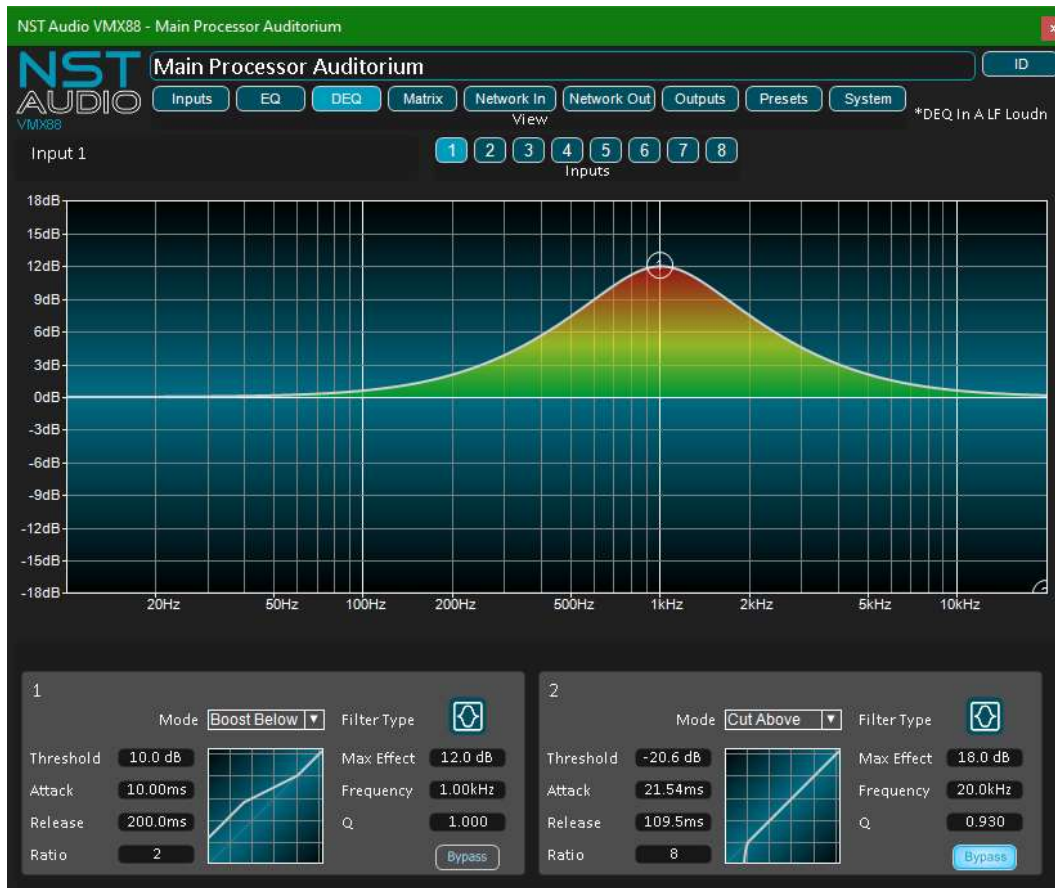 NST Audio VMX88 - Main Processor Auditorium
x
NST
AUDIO
VMX88
Main Processor Auditorium
ID
Inputs EQ DEQ Matrix Network In Network Out Outputs Presets System
View
*DEQ In A LF Loudn
Input 1
1 2 3 4 5 6 7 8
Inputs
18dB
15dB
12dB
9dB
6dB
3dB
0dB
-3dB
-6dB
-9dB
-12dB
-15dB
-18dB
20Hz 50Hz 100Hz 200Hz 500Hz 1kHz 2kHz 5kHz 10kHz
1
Mode Boost Below Filter Type
Threshold 10.0 dB Max Effect 12.0 dB
Attack 10.00ms Frequency 1.00kHz
Release 200.0ms Q 1.000
Ratio 2 Bypass
2
Mode Cut Above Filter Type
Threshold -20.6 dB Max Effect 18.0 dB
Attack 21.54ms Frequency 20.0kHz
Release 109.5ms Q 0.930
Ratio 8 Bypass